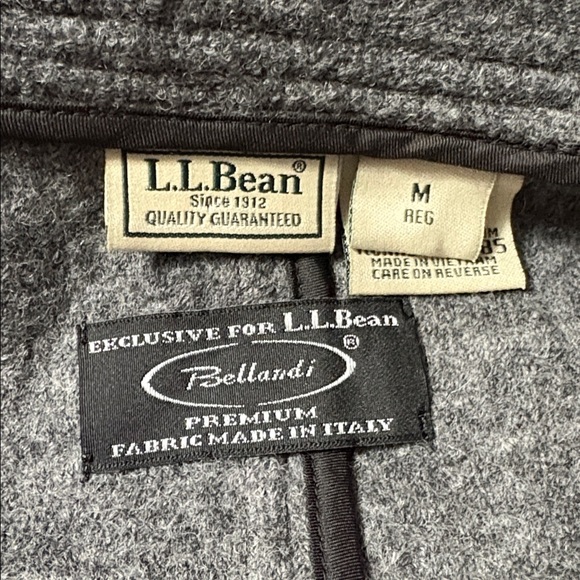 L.L.Bean®
Since 1912
QUALITY GUARANTEED
M
REG
MADE IN VIETNAM
CARE ON REVERSE
EXCLUSIVE FOR L.L.Bean
Bellandi®
PREMIUM
FABRIC MADE IN ITALY